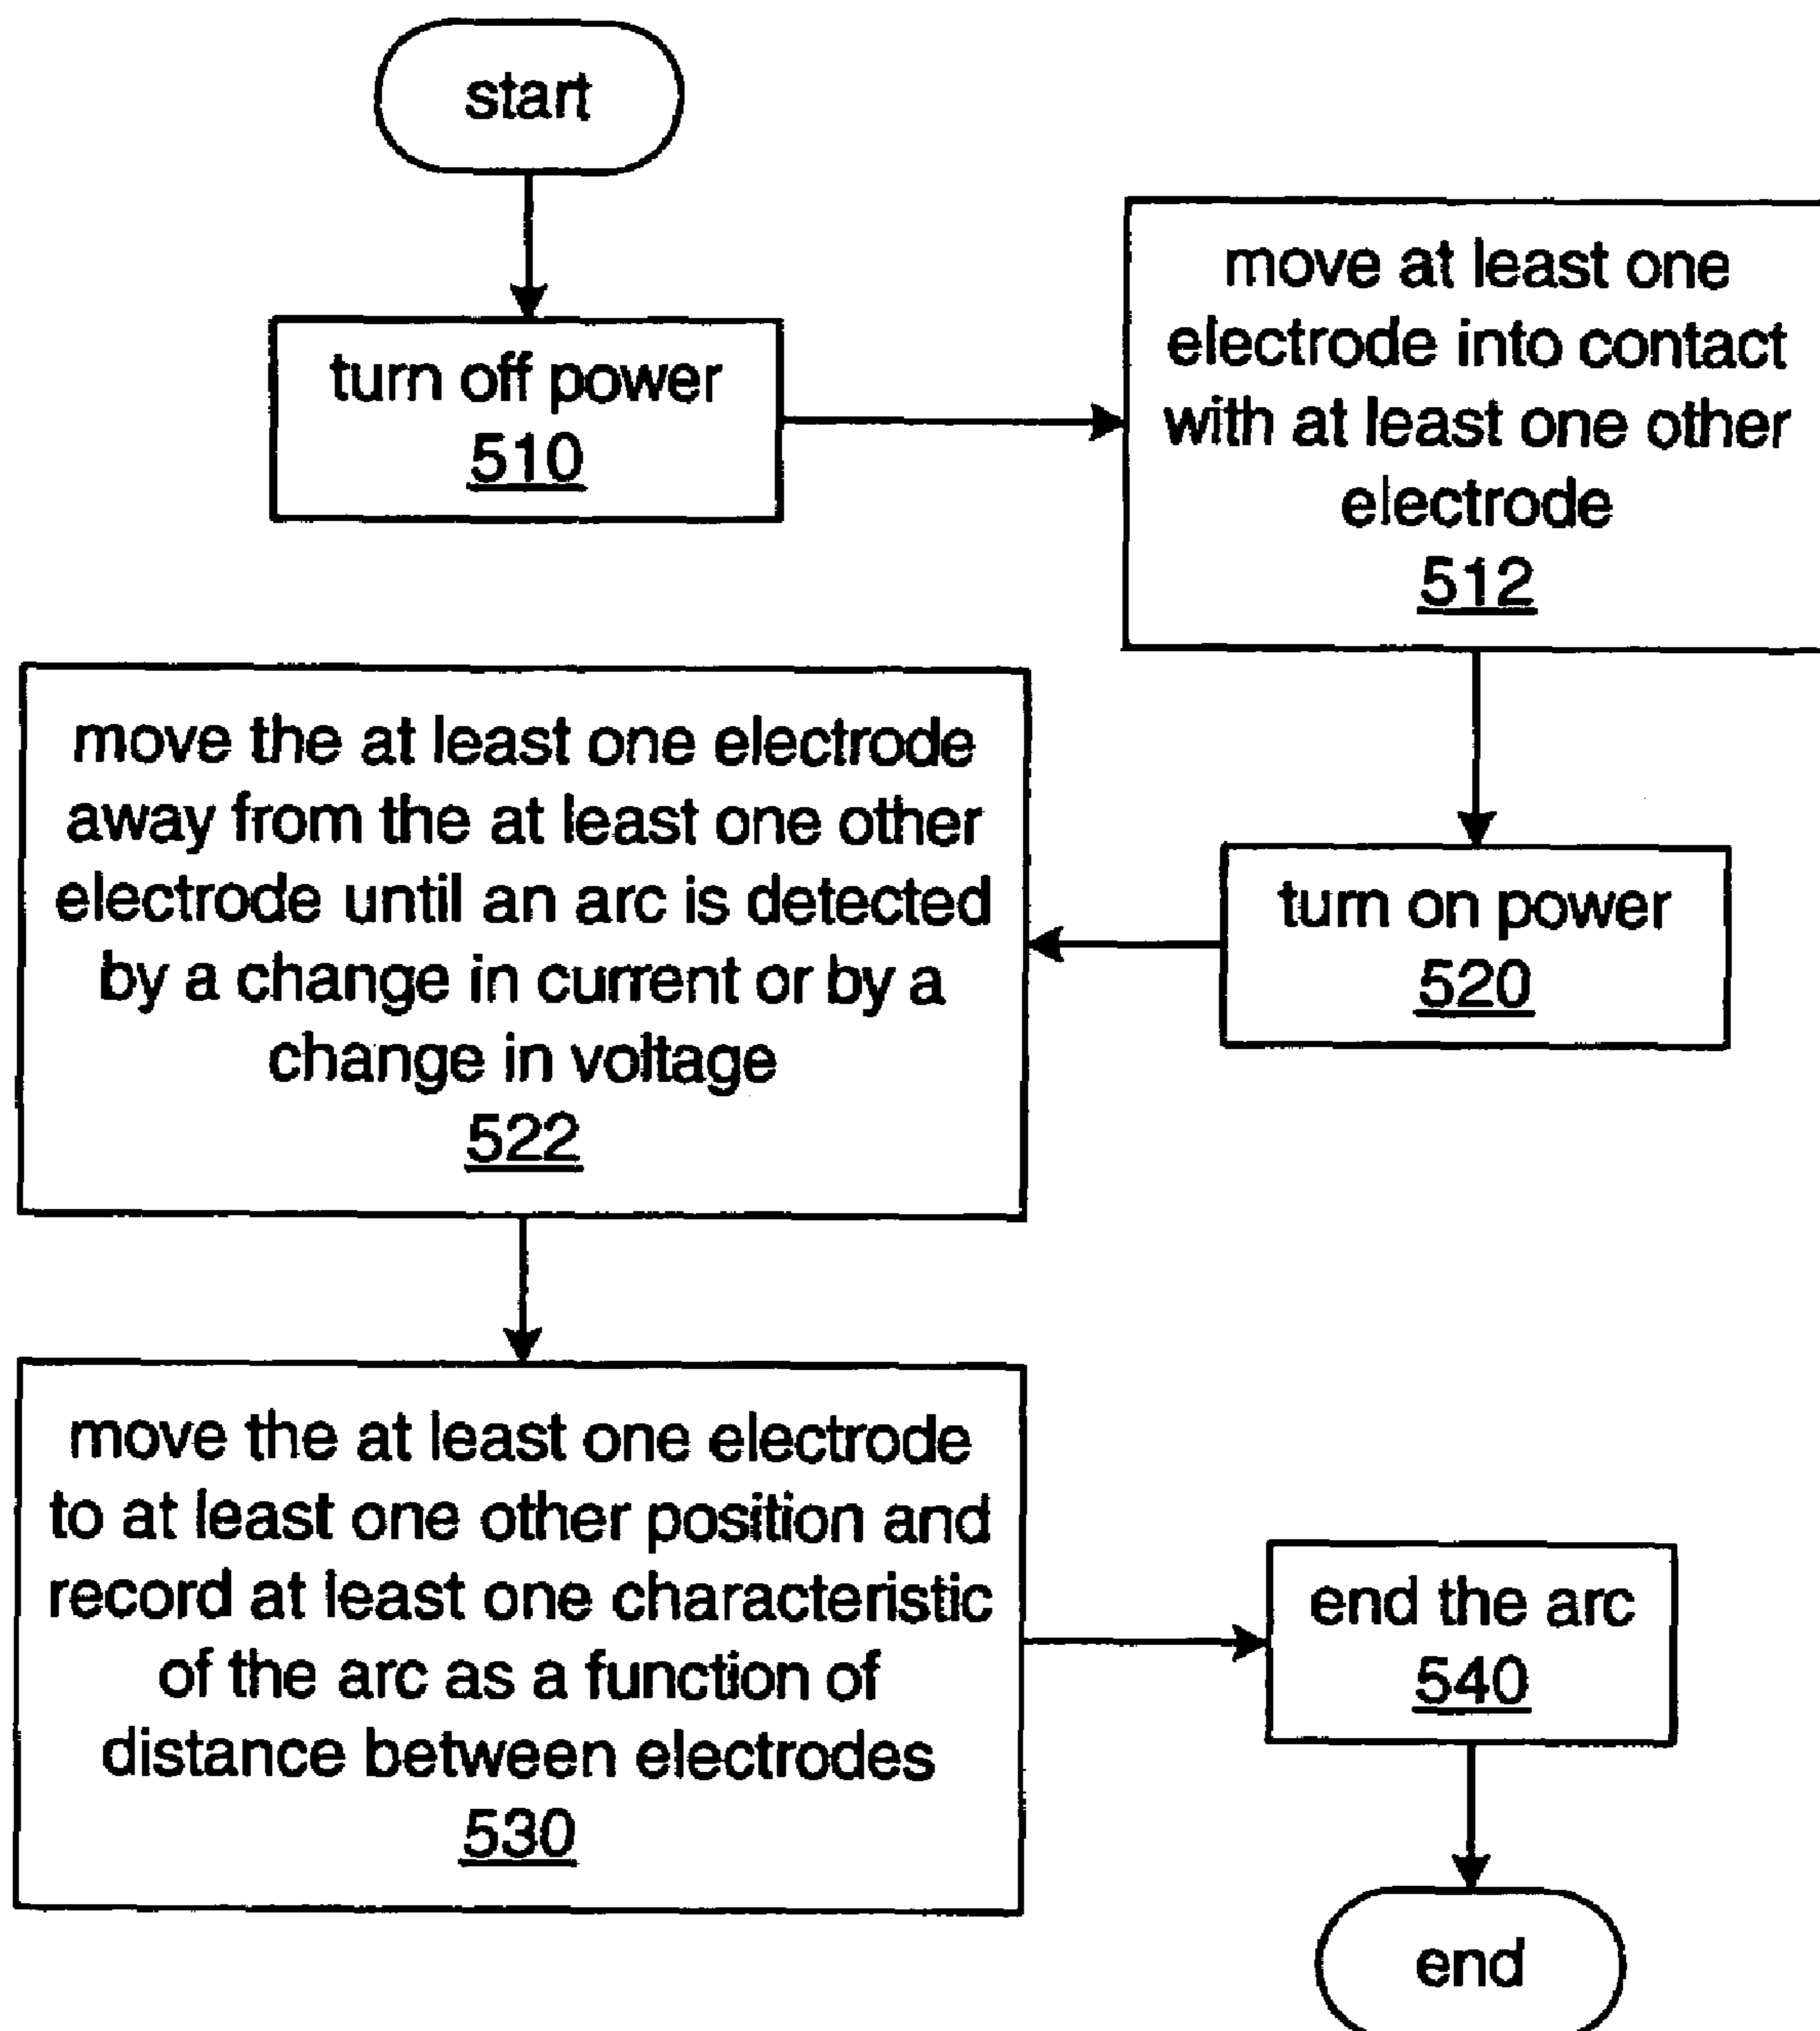 start
turn off power
510
move at least one
electrode into contact
with at least one other
electrode
512
turn on power
520
move the at least one electrode
away from the at least one other
electrode until an arc is detected
by a change in current or by a
change in voltage
522
move the at least one electrode
to at least one other position and
record at least one characteristic
of the arc as a function of
distance between electrodes
530
end the arc
540
end